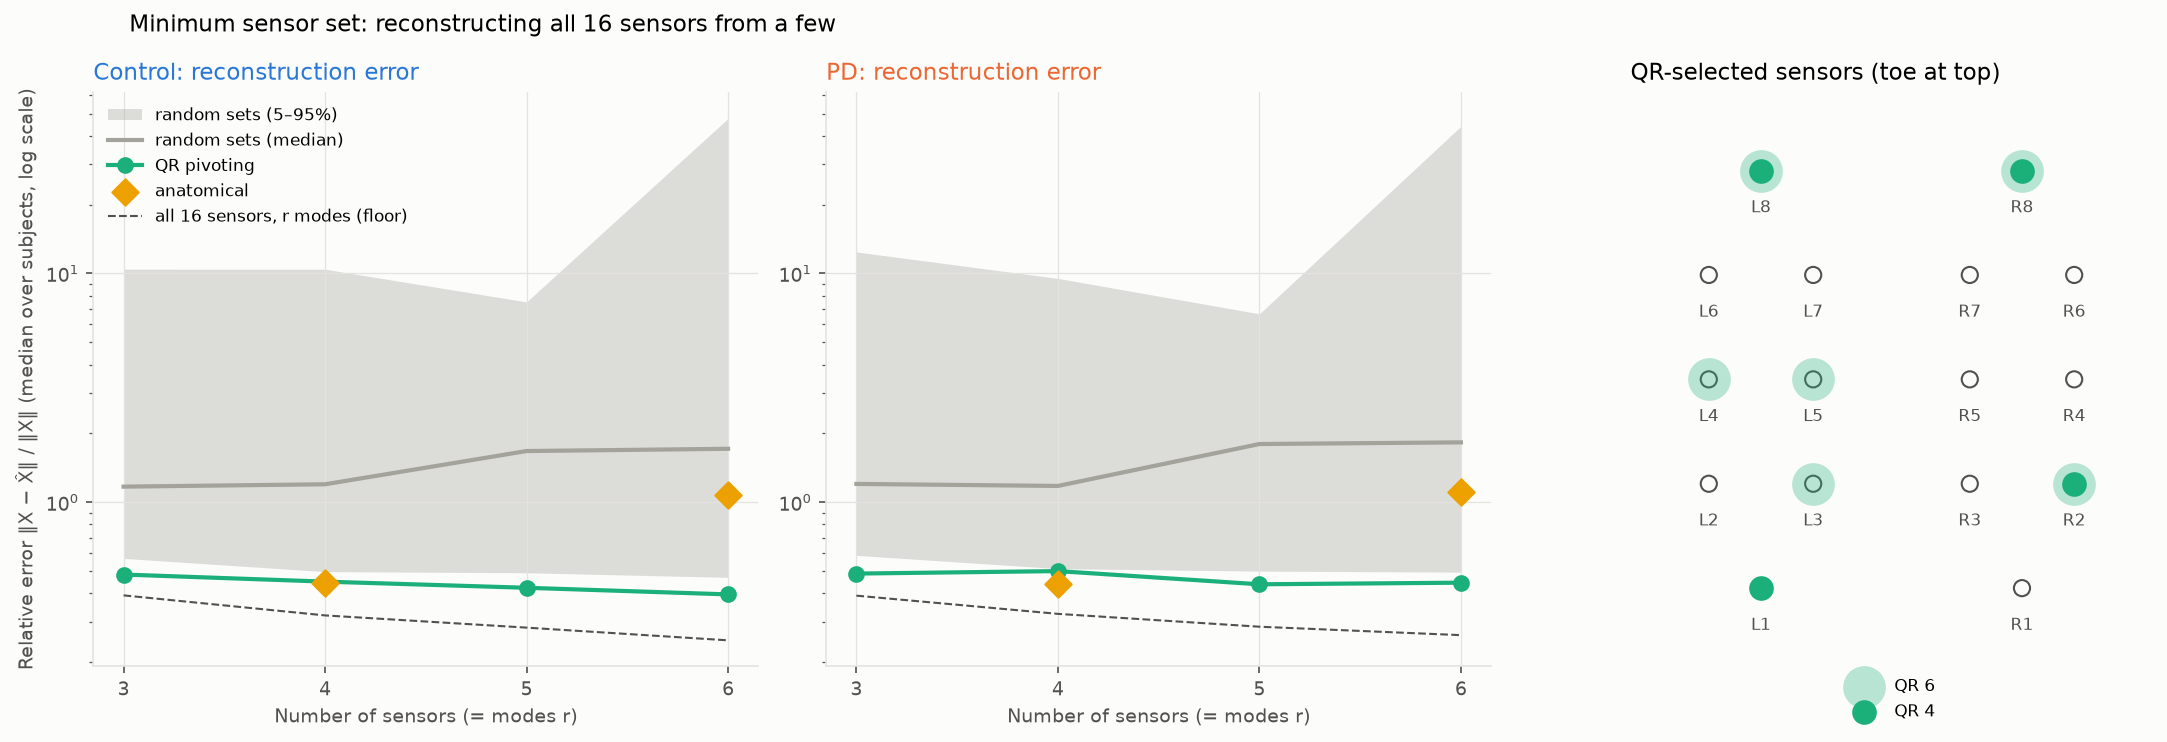 Minimum sensor set: reconstructing all 16 sensors from a few
Control: reconstruction error
PD: reconstruction error
QR-selected sensors (toe at top)
Relative error ‖X − X̂‖ / ‖X‖ (median over subjects, log scale)
random sets (5–95%)
random sets (median)
QR pivoting
anatomical
all 16 sensors, r modes (floor)
10¹
10⁰
3 4 5 6
Number of sensors (= modes r)
10¹
10⁰
3 4 5 6
Number of sensors (= modes r)
L8 R8
L6 L7 R7 R6
L4 L5 R5 R4
L2 L3 R3 R2
L1 R1
QR 6
QR 4